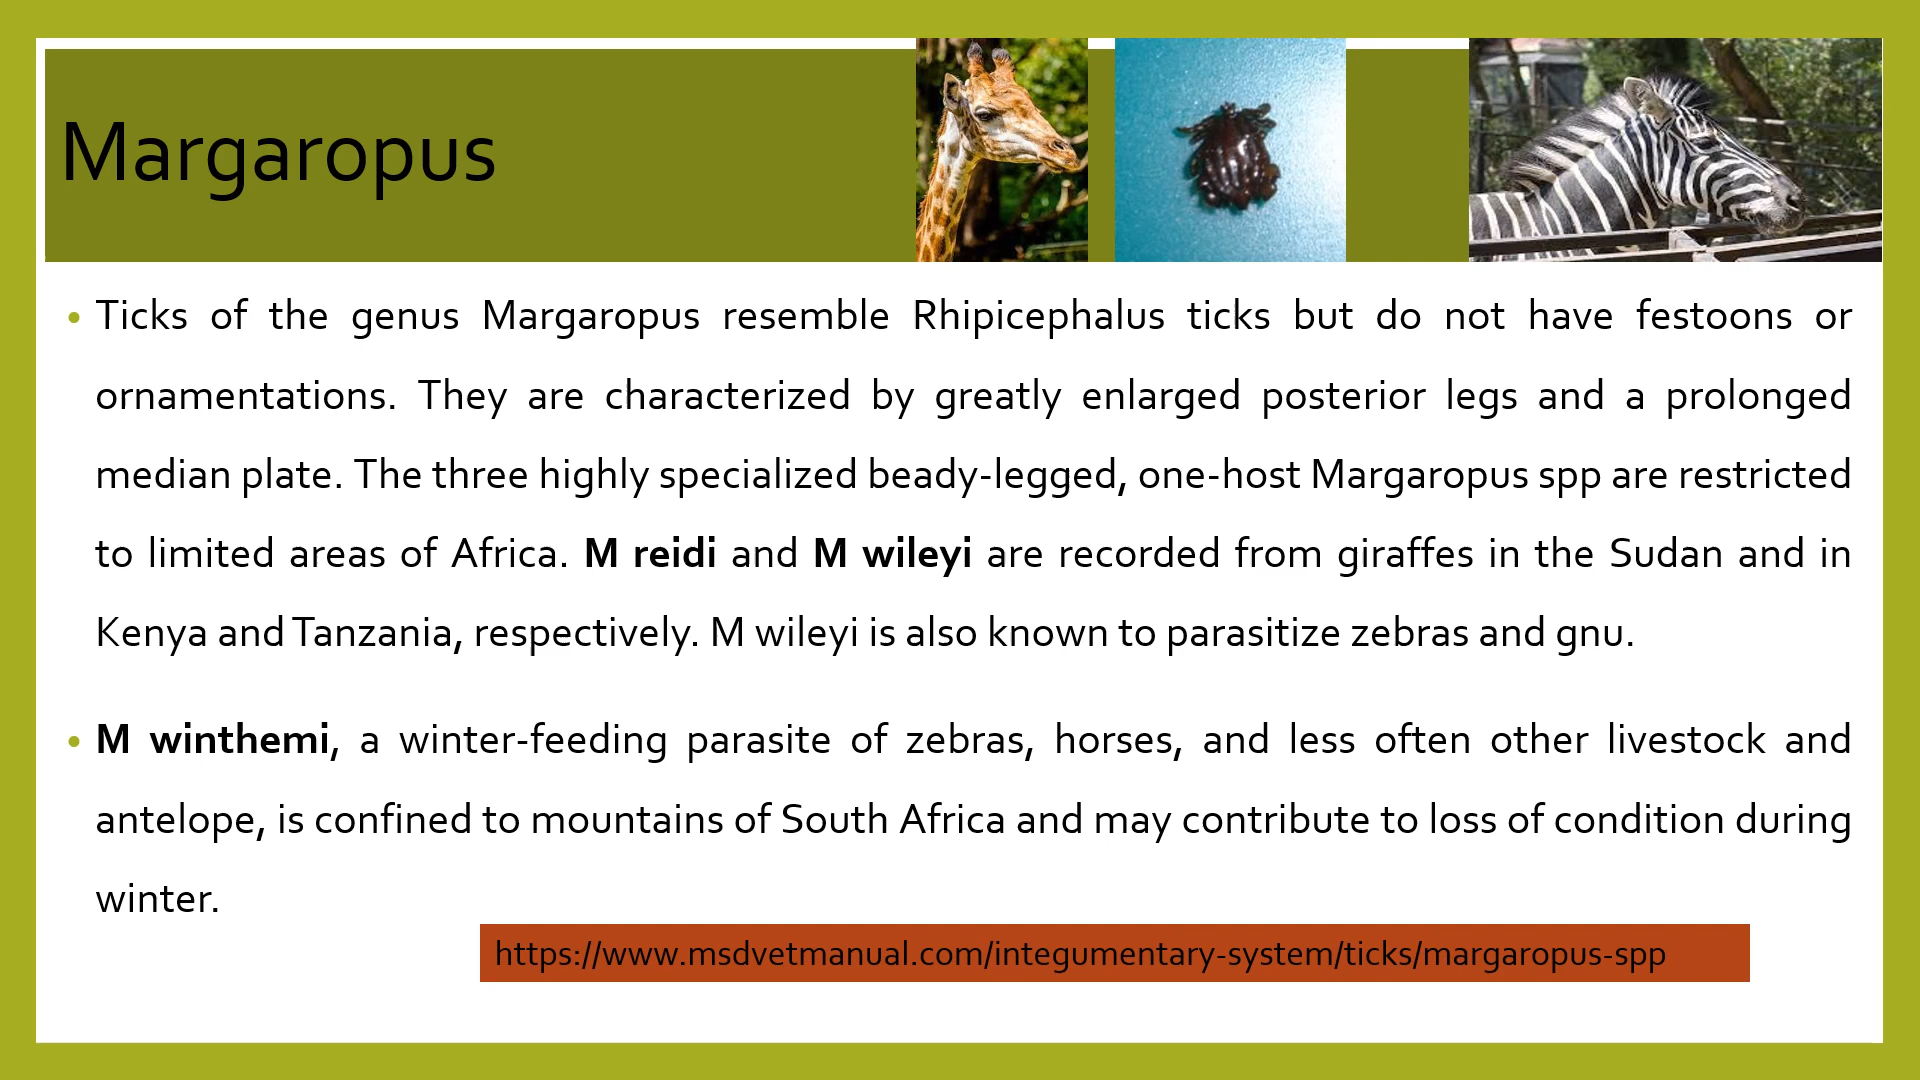 Margaropus
• Ticks of the genus Margaropus resemble Rhipicephalus ticks but do not have festoons or
ornamentations. They are characterized by greatly enlarged posterior legs and a prolonged
median plate. The three highly specialized beady-legged, one-host Margaropus spp are restricted
to limited areas of Africa. M reidi and M wileyi are recorded from giraffes in the Sudan and in
Kenya and Tanzania, respectively. M wileyi is also known to parasitize zebras and gnu.
• M winthemi, a winter-feeding parasite of zebras, horses, and less often other livestock and
antelope, is confined to mountains of South Africa and may contribute to loss of condition during
winter.
https://www.msdvetmanual.com/integumentary-system/ticks/margaropus-spp